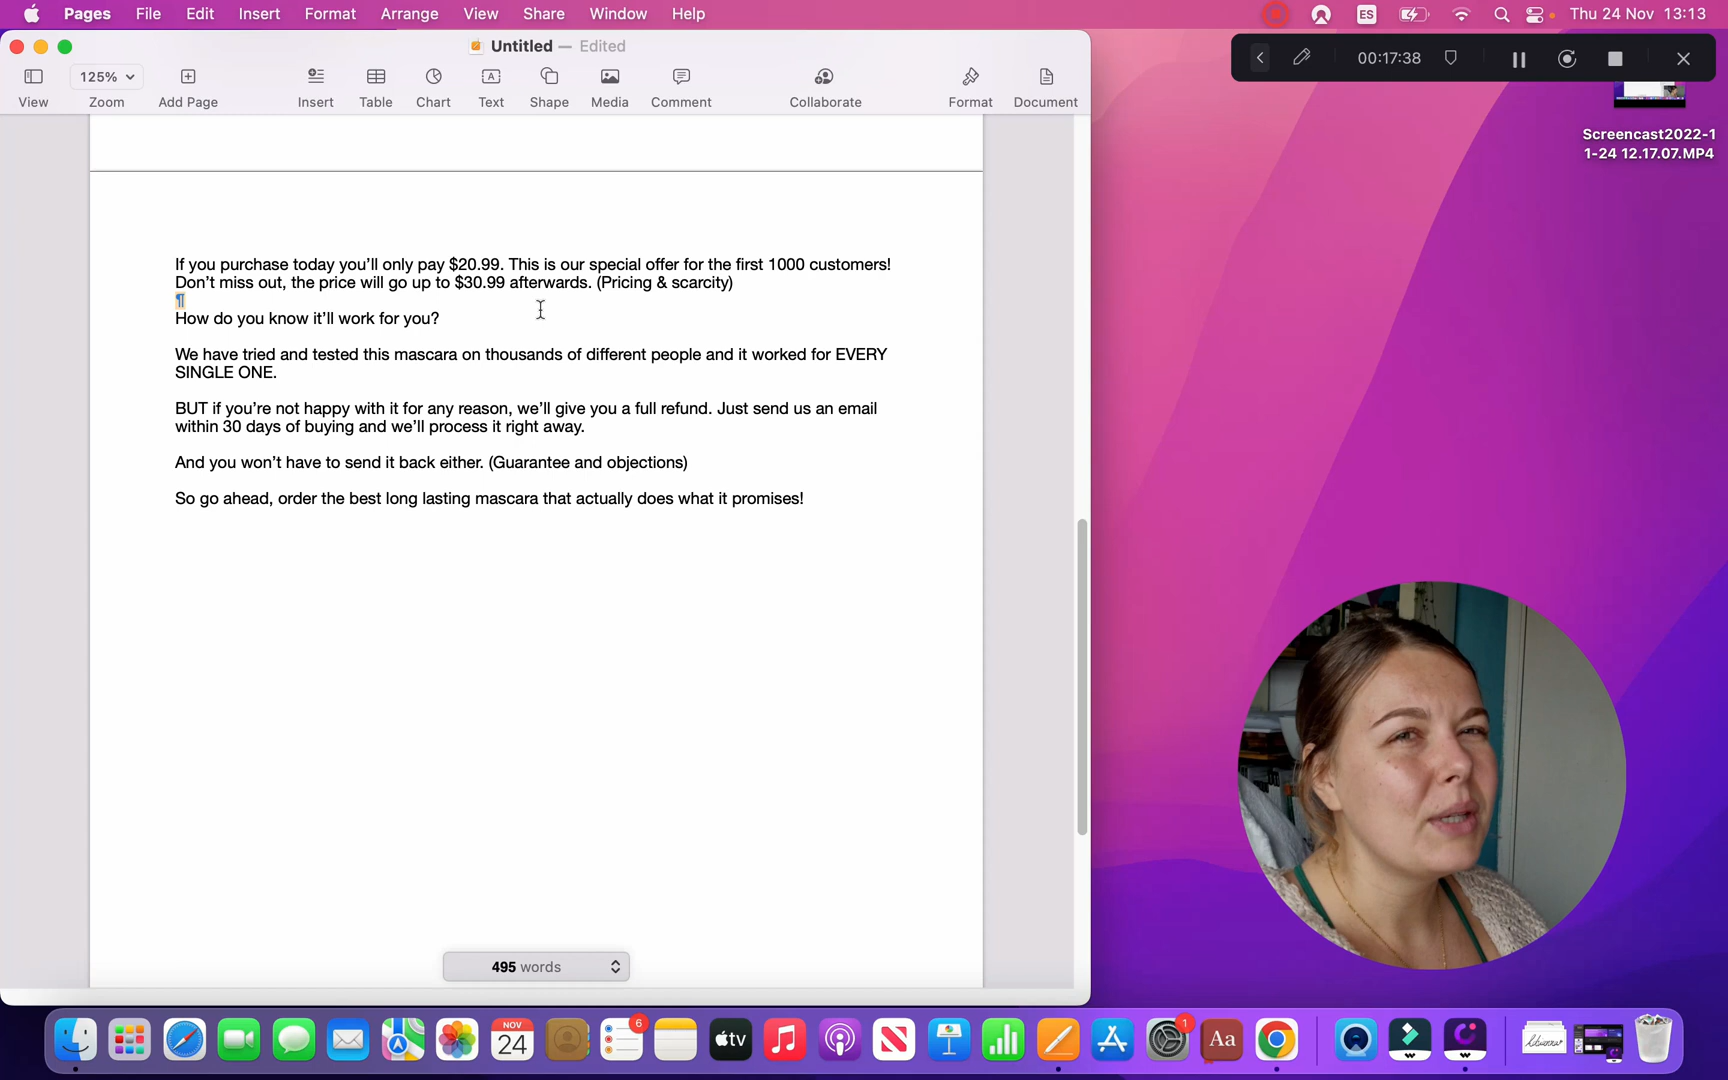 Pages File Edit Insert Format Arrange View Share Window Help
ES Thu 24 Nov 13:13
Untitled — Edited
00:17:38
125%
View Zoom Add Page Insert Table Chart Text Shape Media Comment Collaborate Format Document
Screencast2022-1
1-24 12.17.07.MP4
If you purchase today you’ll only pay $20.99. This is our special offer for the first 1000 customers!
Don’t miss out, the price will go up to $30.99 afterwards. (Pricing & scarcity)
¶
How do you know it’ll work for you?
We have tried and tested this mascara on thousands of different people and it worked for EVERY
SINGLE ONE.
BUT if you’re not happy with it for any reason, we’ll give you a full refund. Just send us an email
within 30 days of buying and we’ll process it right away.
And you won’t have to send it back either. (Guarantee and objections)
So go ahead, order the best long lasting mascara that actually does what it promises!
495 words
NOV
24
6
tv
1
Aa